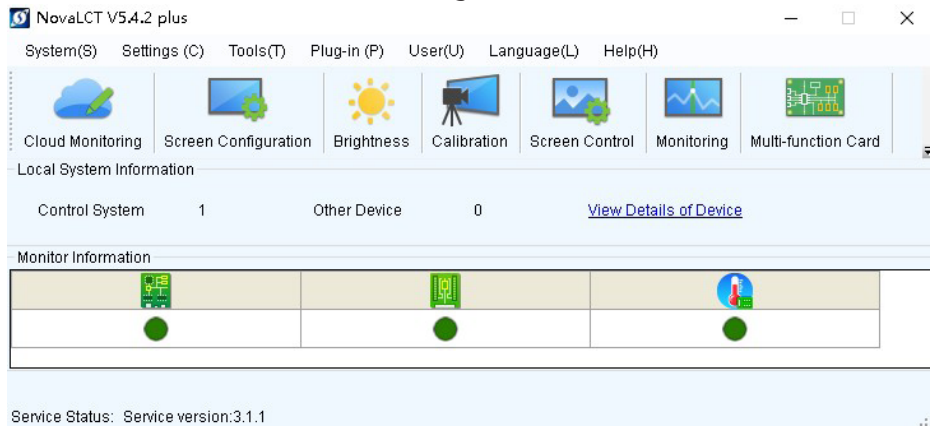 NovaLCT V5.4.2 plus
System(S) Settings (C) Tools(T) Plug-in (P) User(U) Language(L) Help(H)
Cloud Monitoring Screen Configuration Brightness Calibration Screen Control Monitoring Multi-function Card
Local System Information
Control System 1 Other Device 0 View Details of Device
Monitor Information
Service Status: Service version:3.1.1